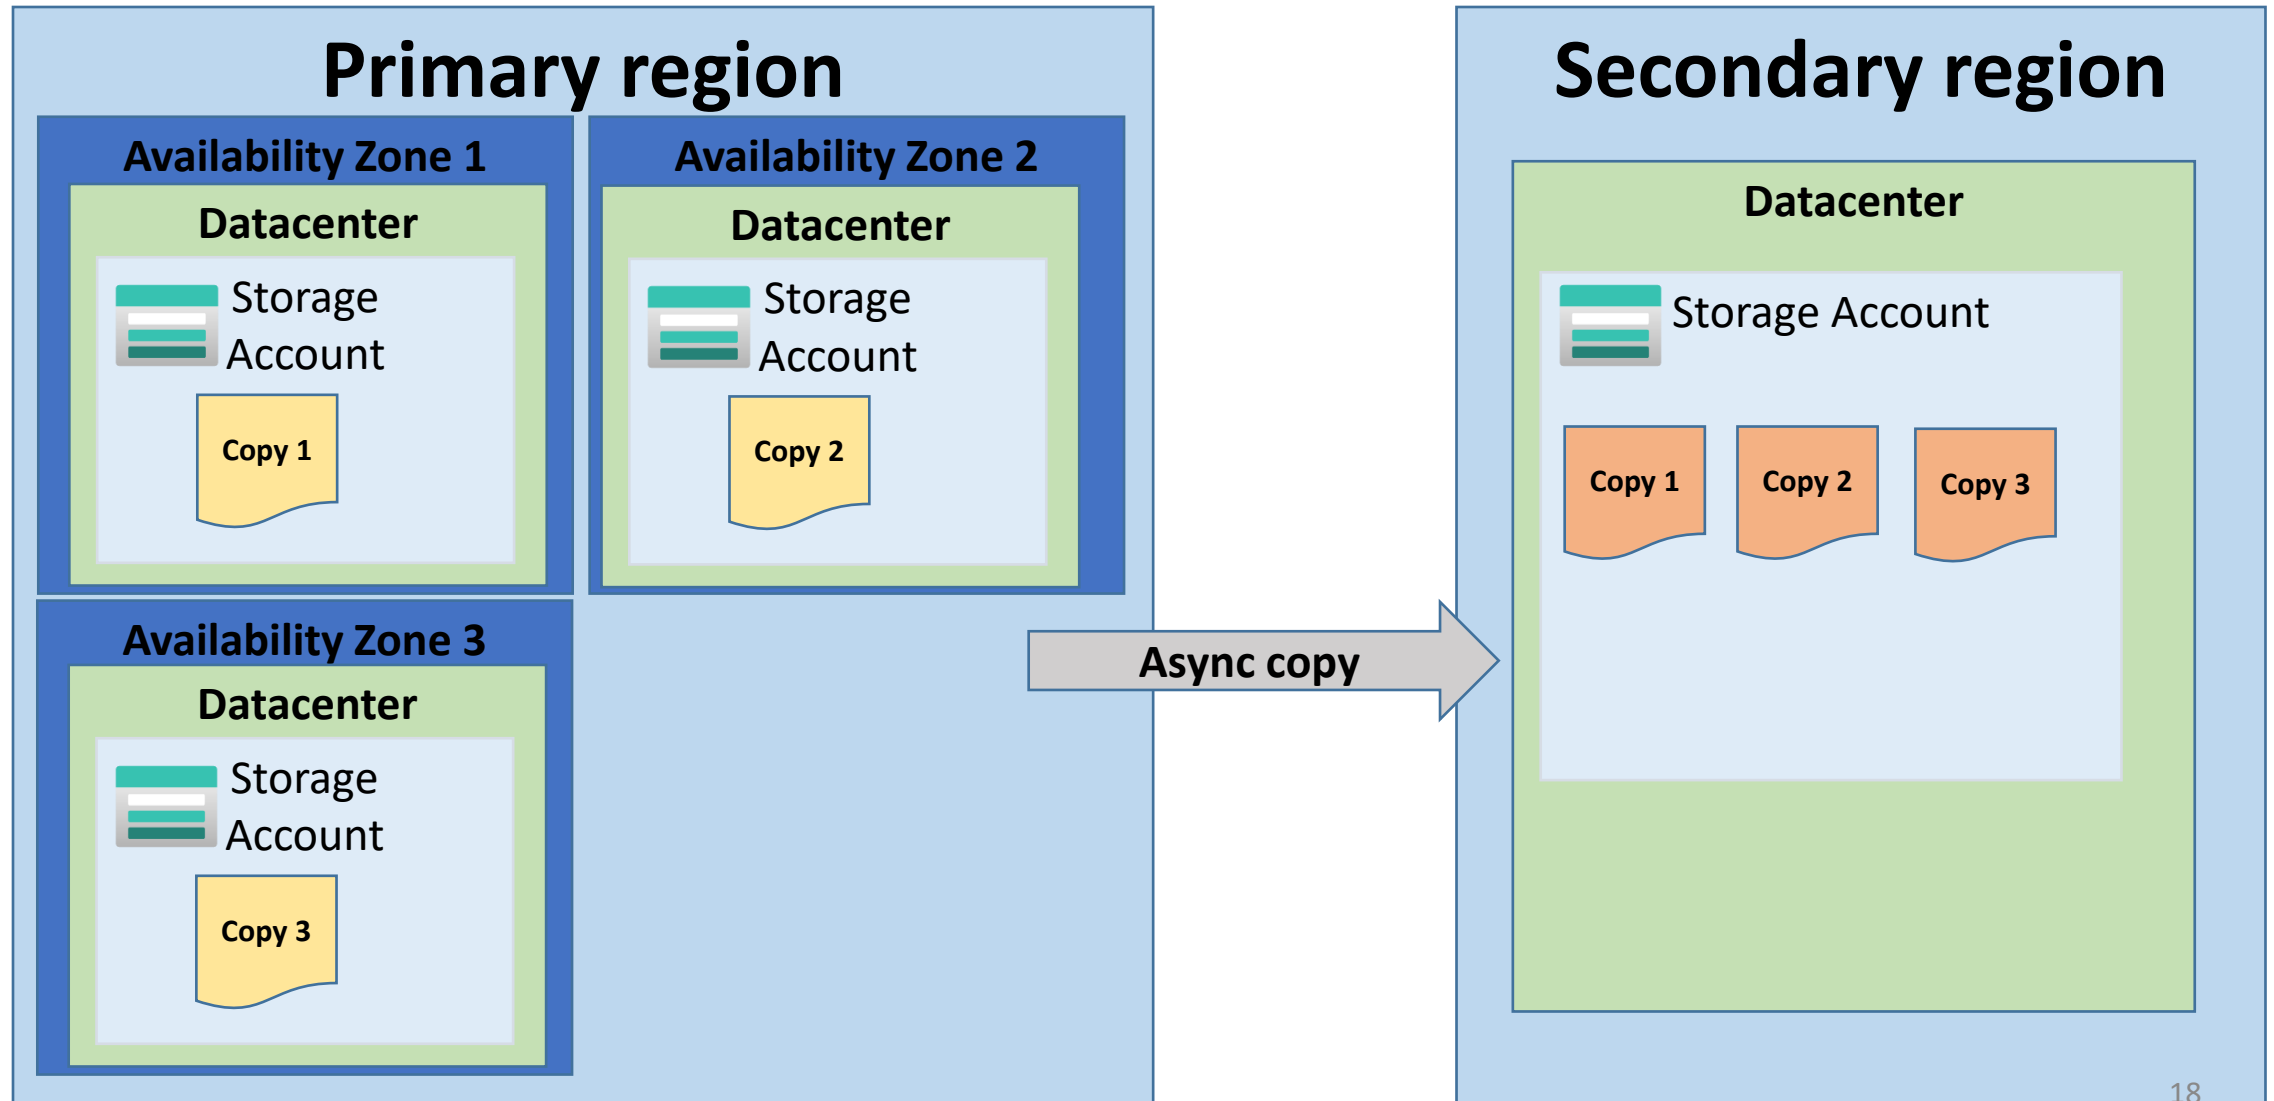 Primary region
Availability Zone 1
Datacenter
Storage
Account
Copy 1
Availability Zone 2
Datacenter
Storage
Account
Copy 2
Availability Zone 3
Datacenter
Storage
Account
Copy 3
Async copy
Secondary region
Datacenter
Storage Account
Copy 1
Copy 2
Copy 3
18